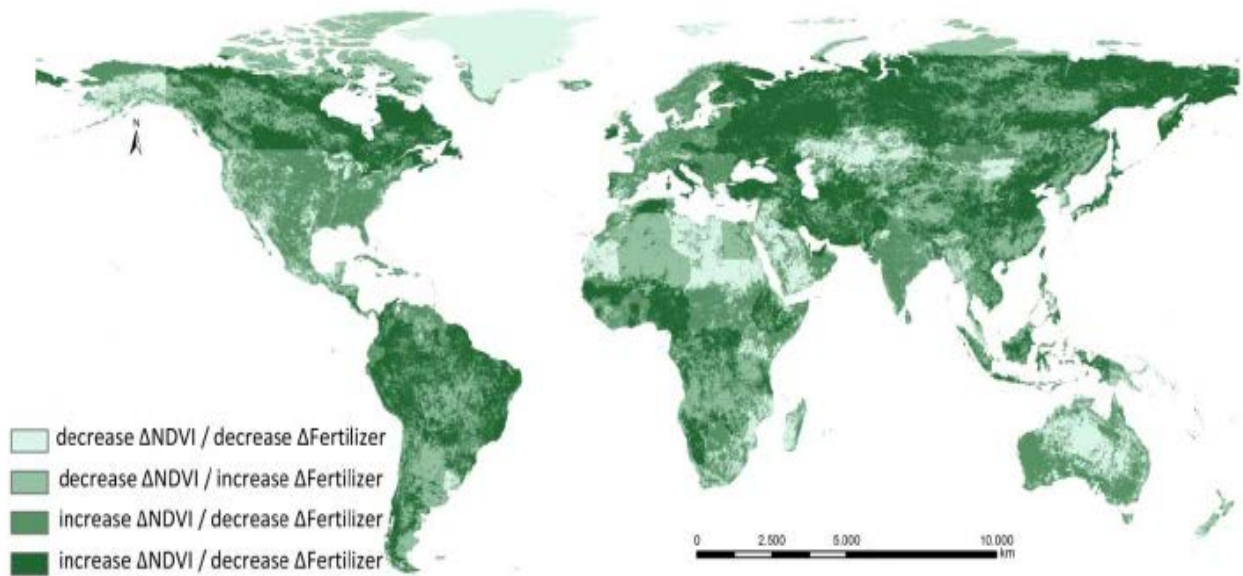 N
decrease ΔNDVI / decrease ΔFertilizer
decrease ΔNDVI / increase ΔFertilizer
increase ΔNDVI / decrease ΔFertilizer
increase ΔNDVI / decrease ΔFertilizer
0 2.500 5.000 10.000
km